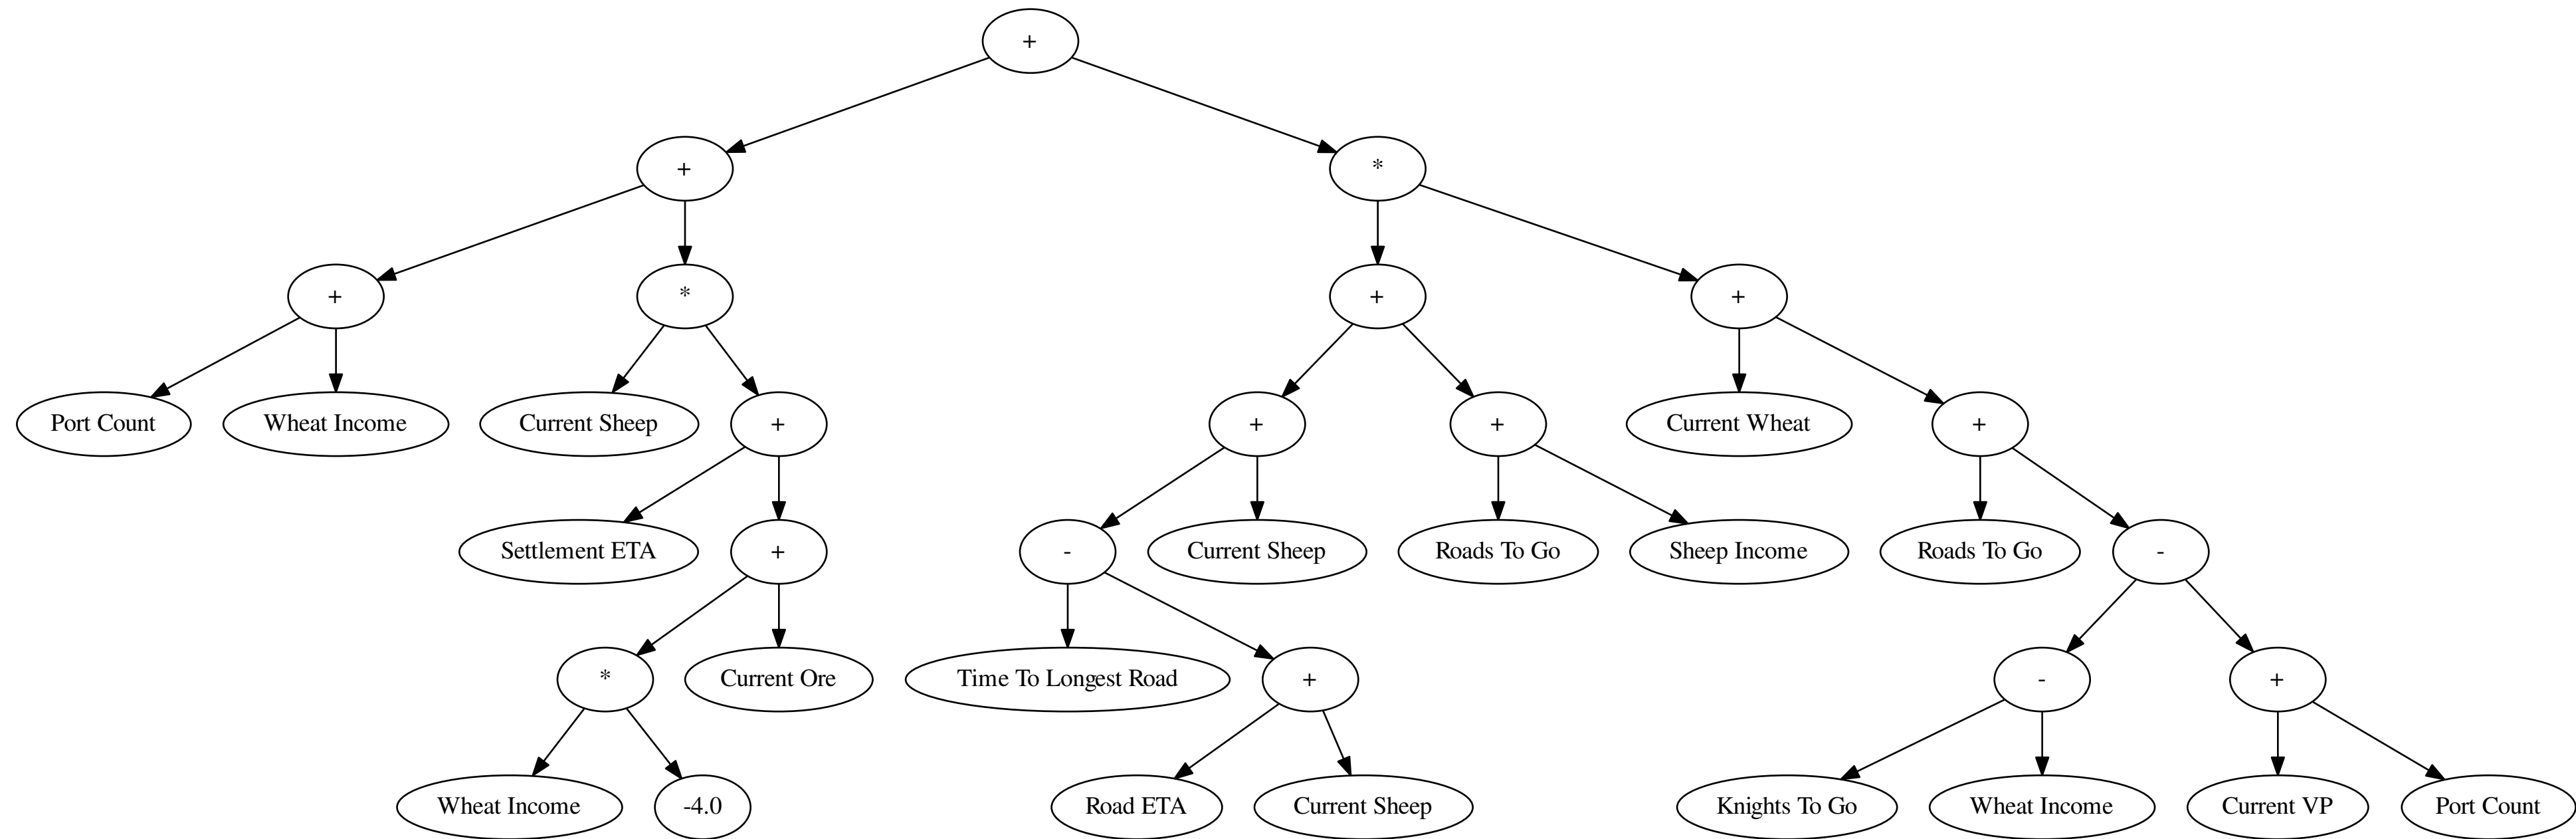 +
+
*
+
*
+
+
Port Count
Wheat Income
Current Sheep
+
+
+
Current Wheat
+
Settlement ETA
+
-
Current Sheep
Roads To Go
Sheep Income
Roads To Go
-
*
Current Ore
Time To Longest Road
+
-
+
Wheat Income
-4.0
Road ETA
Current Sheep
Knights To Go
Wheat Income
Current VP
Port Count